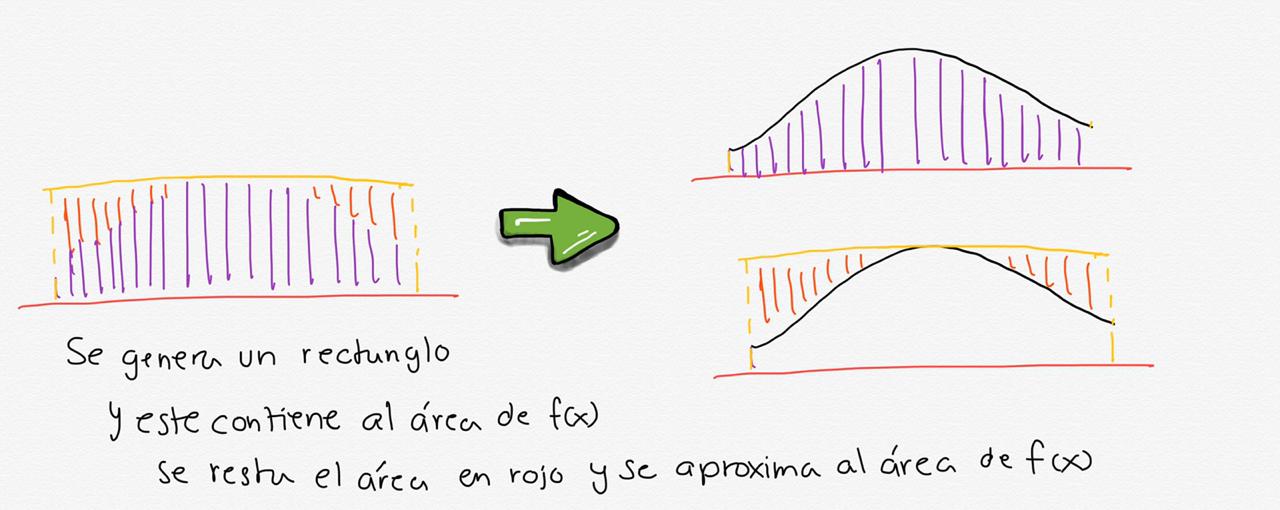 Se genera un rectunglo
y este contiene al área de f(x)
se resta el área en rojo y se aproxima al área de f(x)